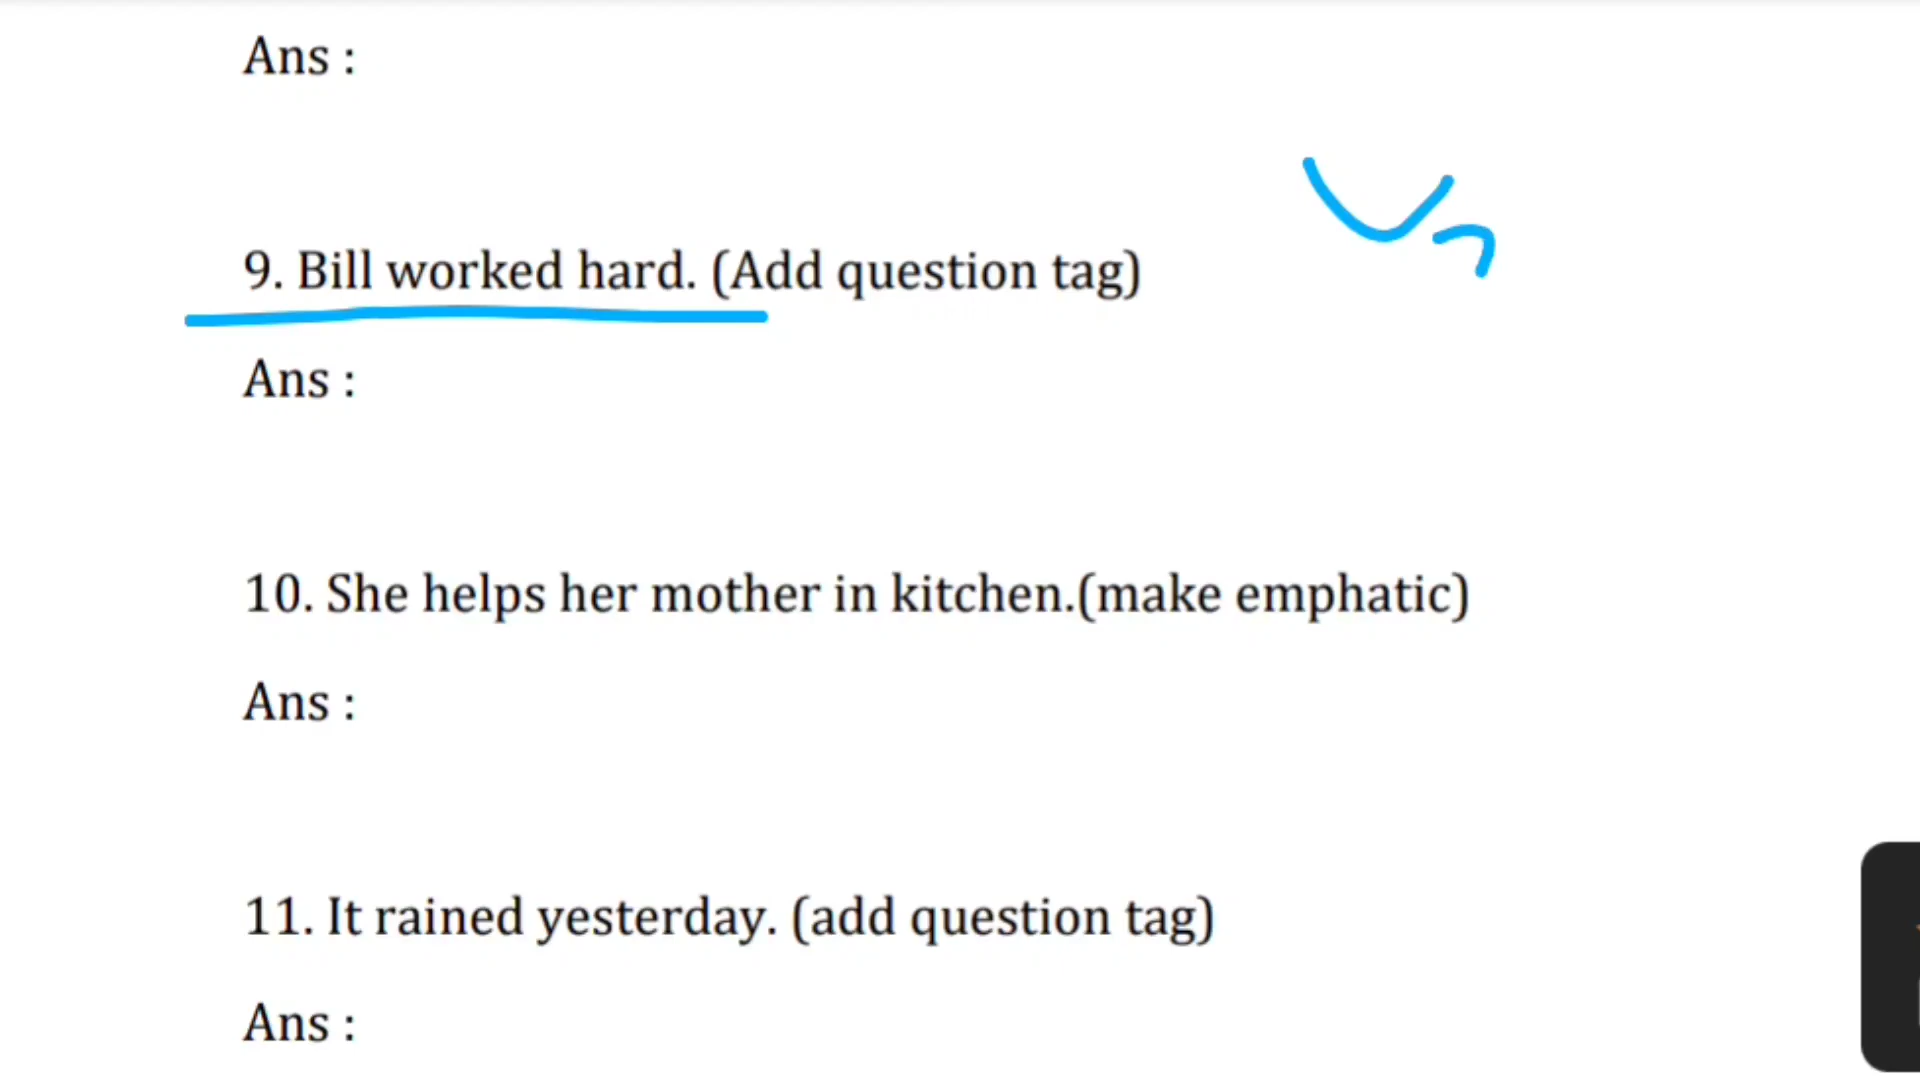 Ans :
9. Bill worked hard. (Add question tag)
Ans :
10. She helps her mother in kitchen.(make emphatic)
Ans :
11. It rained yesterday. (add question tag)
Ans :